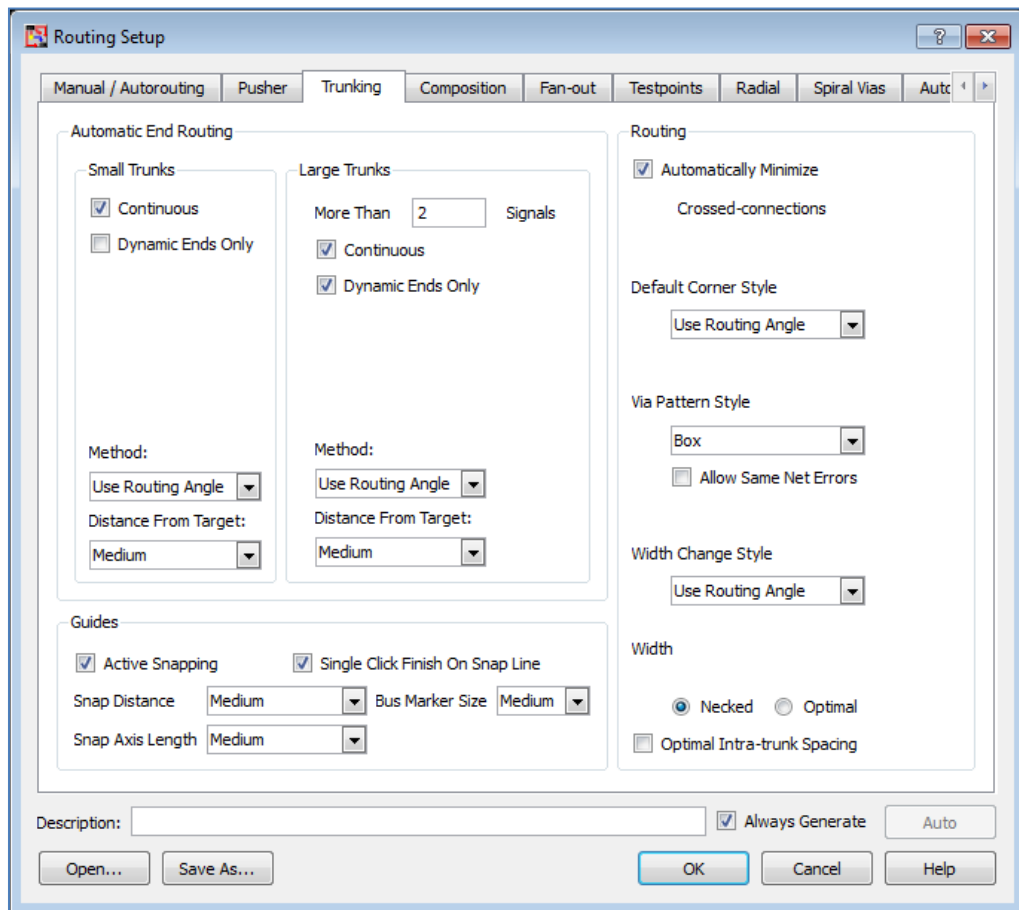 Routing Setup
Manual / Autorouting
Pusher
Trunking
Composition
Fan-out
Testpoints
Radial
Spiral Vias
Automatic End Routing
Small Trunks
Continuous
Dynamic Ends Only
Method:
Use Routing Angle
Distance From Target:
Medium
Large Trunks
More Than 2 Signals
Continuous
Dynamic Ends Only
Method:
Use Routing Angle
Distance From Target:
Medium
Guides
Active Snapping
Single Click Finish On Snap Line
Snap Distance Medium
Bus Marker Size Medium
Snap Axis Length Medium
Routing
Automatically Minimize
Crossed-connections
Default Corner Style
Use Routing Angle
Via Pattern Style
Box
Allow Same Net Errors
Width Change Style
Use Routing Angle
Width
Necked
Optimal
Optimal Intra-trunk Spacing
Description:
Always Generate
Auto
Open...
Save As...
OK
Cancel
Help